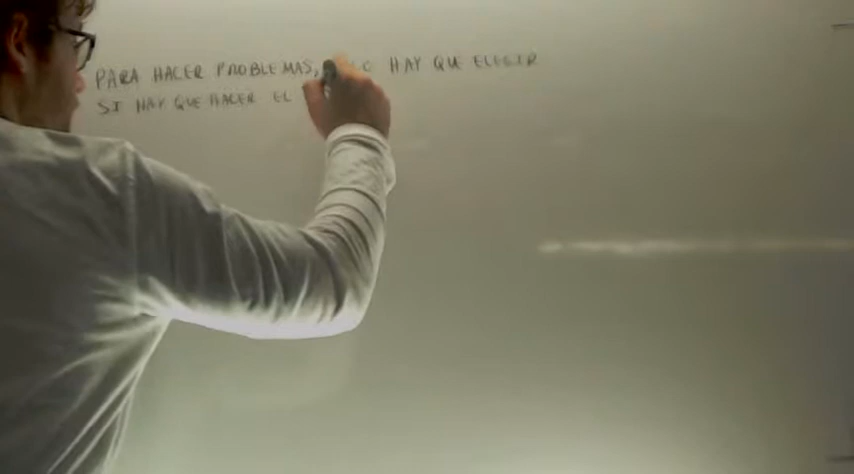 PARA HACER PROBLEMAS, HAY QUE ELEGIR
SI HAY QUE HACER EL